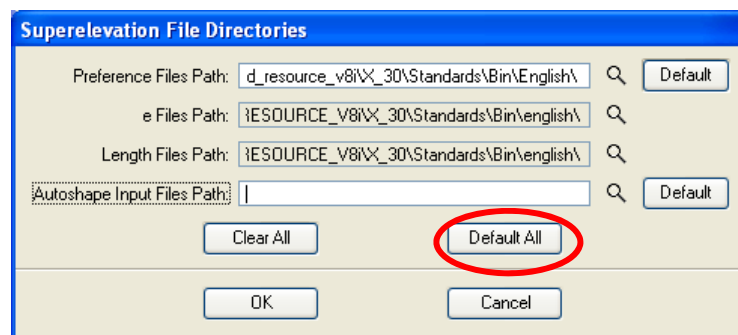 Superelevation File Directories
Preference Files Path: d_resource_v8i\X_30\Standards\Bin\English\ Default
e Files Path: RESOURCE_V8i\X_30\Standards\Bin\english\
Length Files Path: RESOURCE_V8i\X_30\Standards\Bin\english\
Autoshape Input Files Path: Default
Clear All Default All
OK Cancel